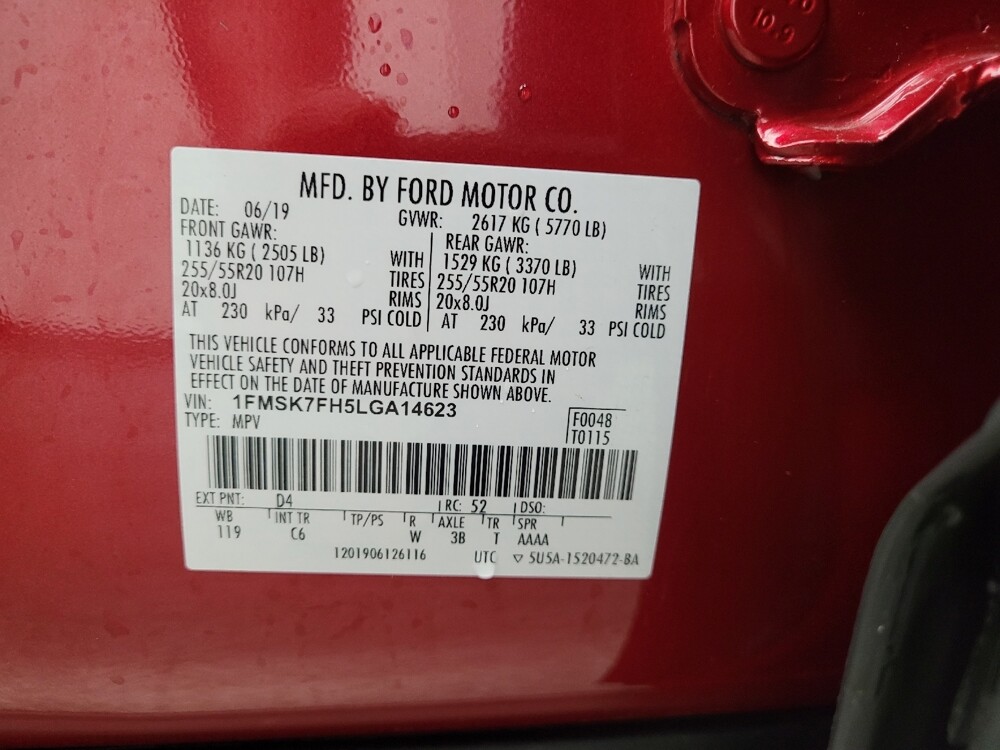 10.9
MFD. BY FORD MOTOR CO.
DATE: 06/19 GVWR: 2617 KG ( 5770 LB)
FRONT GAWR: REAR GAWR:
1136 KG ( 2505 LB) WITH 1529 KG ( 3370 LB) WITH
255/55R20 107H TIRES 255/55R20 107H TIRES
20x8.0J RIMS 20x8.0J RIMS
AT 230 kPa/ 33 PSI COLD AT 230 kPa/ 33 PSI COLD
THIS VEHICLE CONFORMS TO ALL APPLICABLE FEDERAL MOTOR
VEHICLE SAFETY AND THEFT PREVENTION STANDARDS IN
EFFECT ON THE DATE OF MANUFACTURE SHOWN ABOVE.
VIN: 1FMSK7FH5LGA14623
TYPE: MPV
F0048
T0115
EXT PNT: D4 RC: 52 DSO:
WB INT TR TP/PS R AXLE TR SPR
119 C6 W 3B T AAAA
1201906126116 UTC ▽ 5U5A-1520472-BA